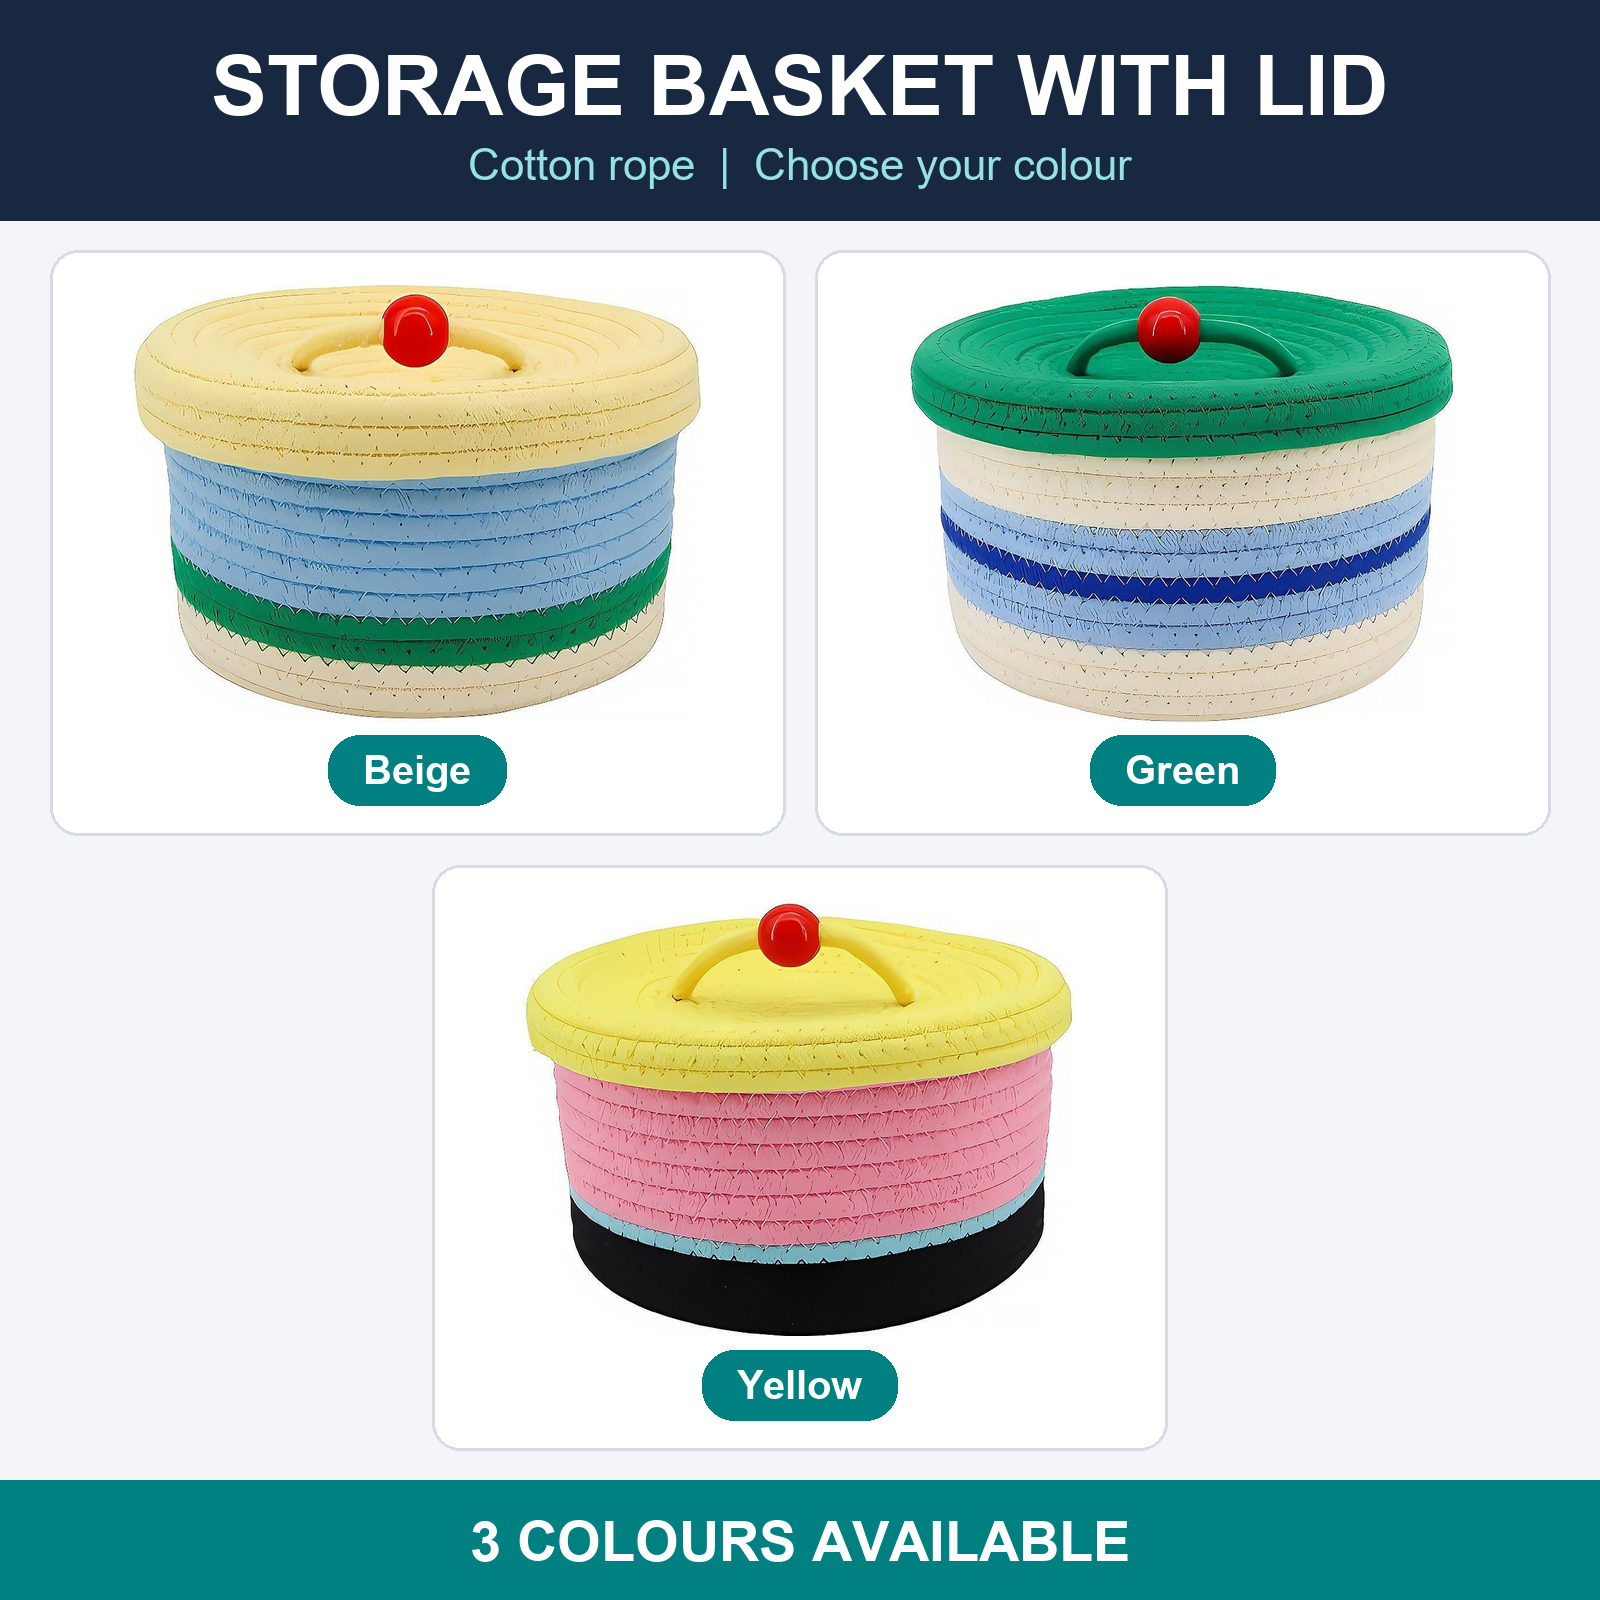 STORAGE BASKET WITH LID
Cotton rope | Choose your colour
Beige
Green
Yellow
3 COLOURS AVAILABLE